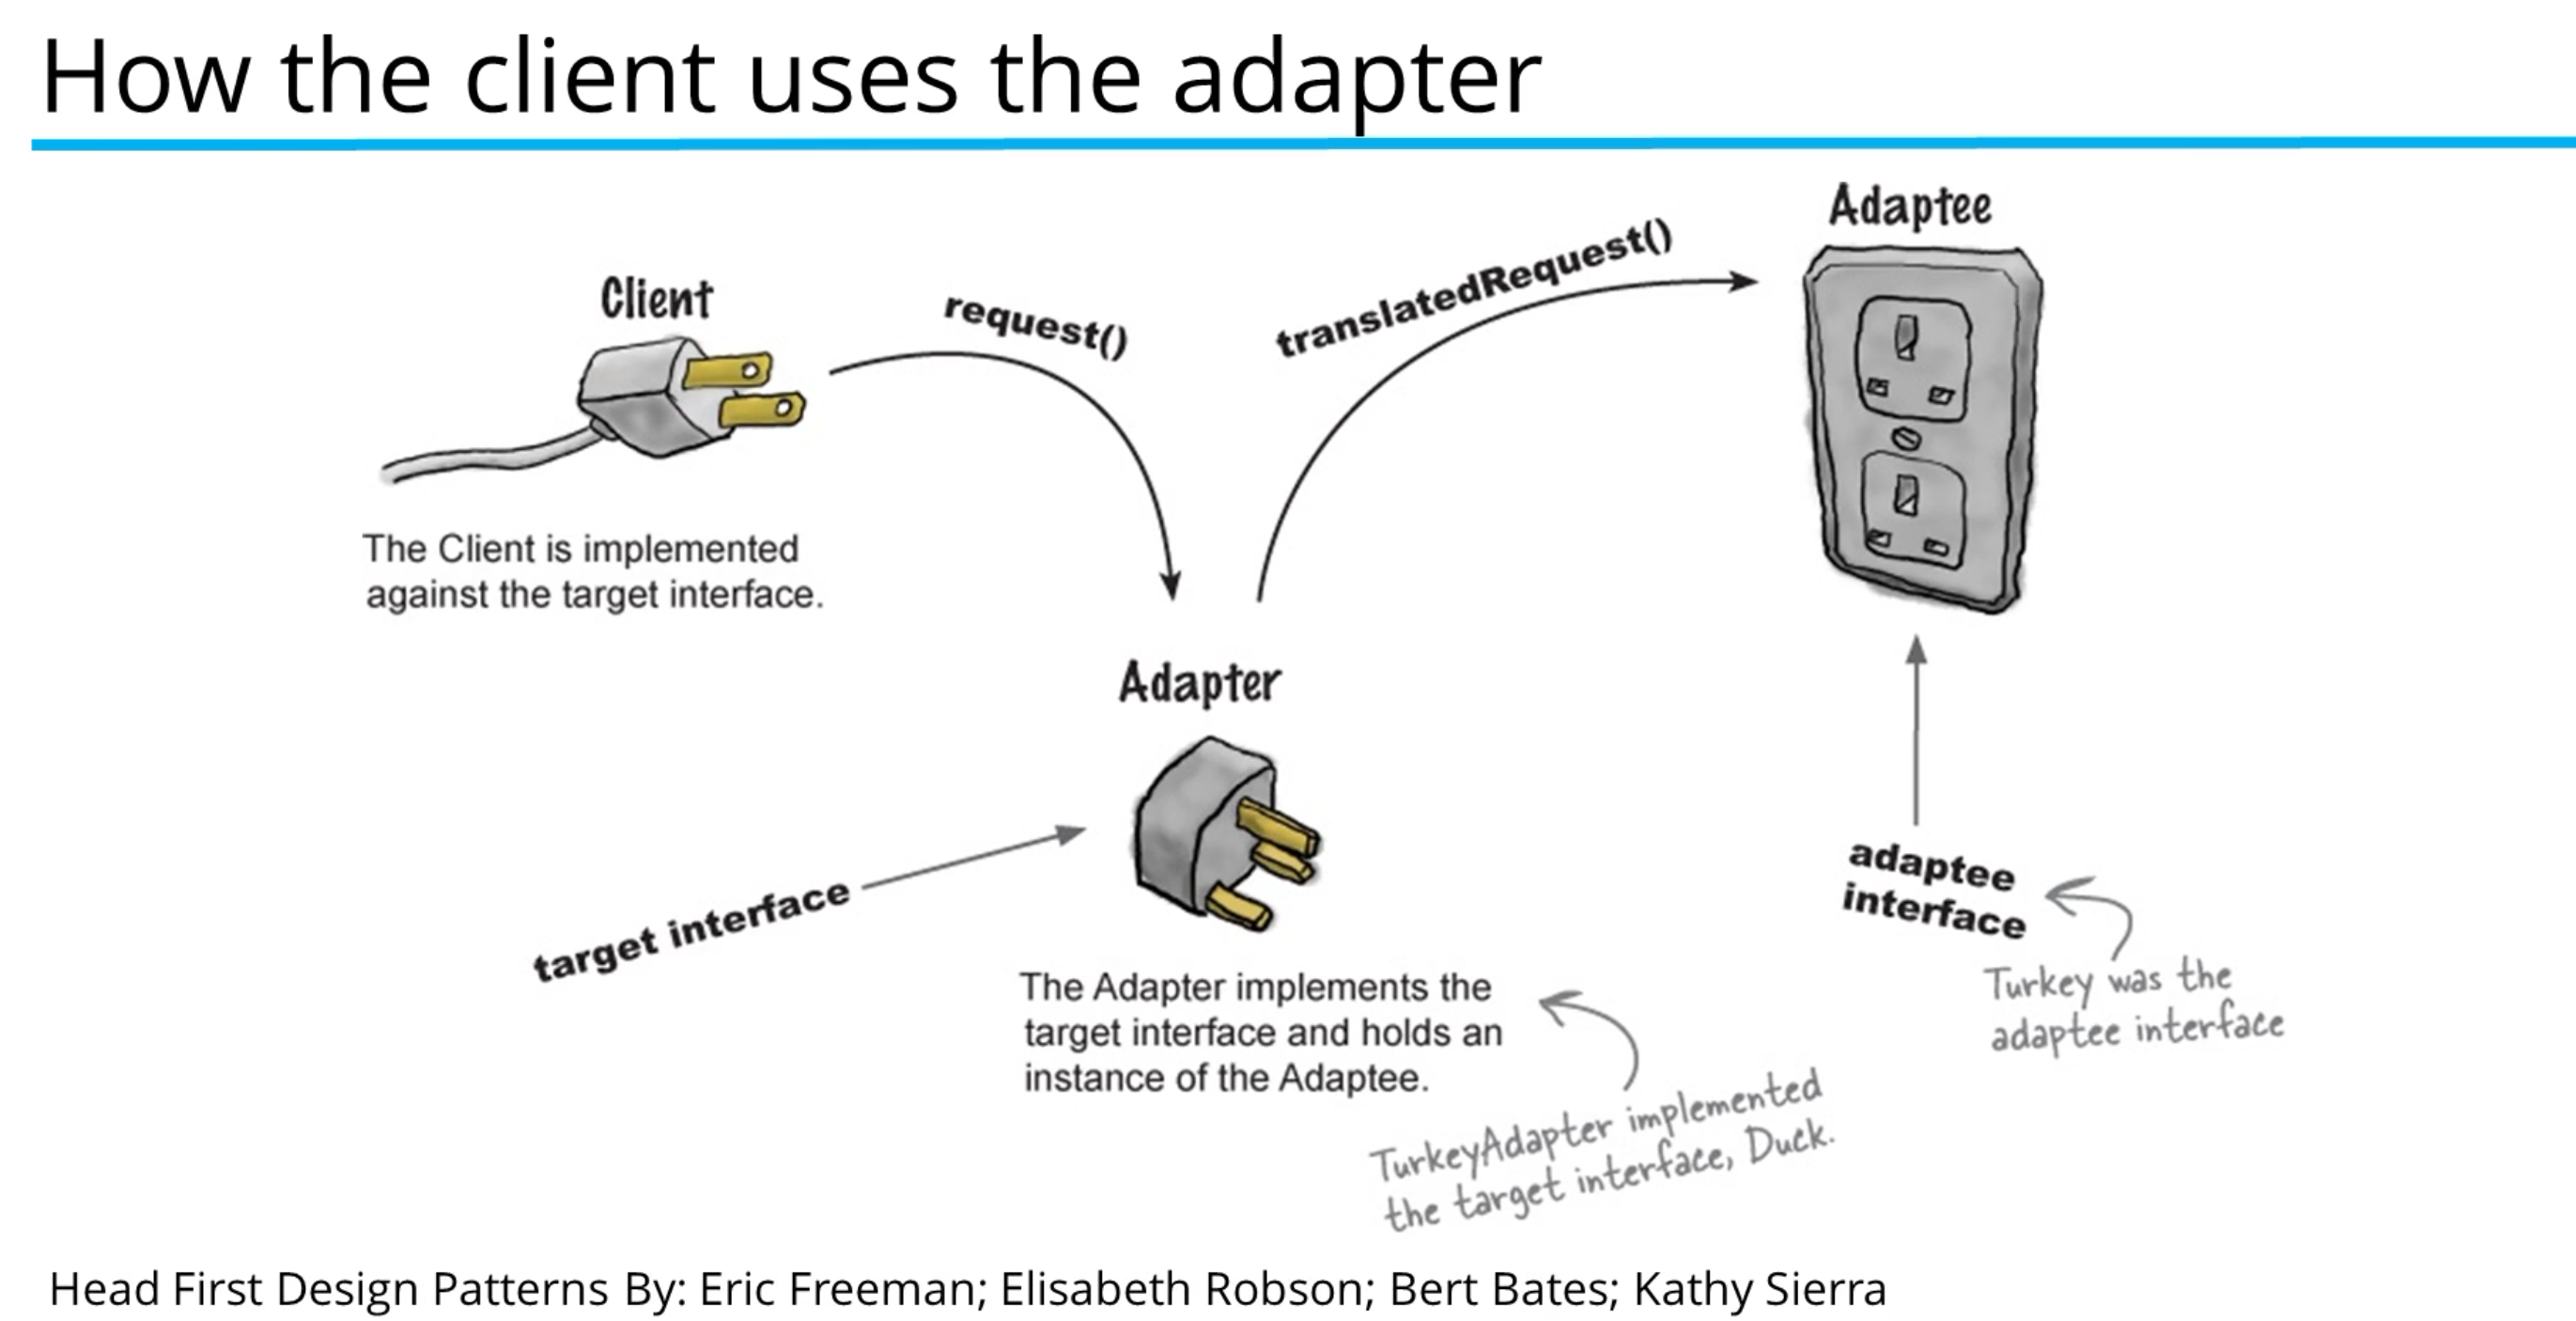 How the client uses the adapter
Adaptee
Client
request()
translatedRequest()
The Client is implemented
against the target interface.
Adapter
target interface
adaptee
interface
The Adapter implements the
target interface and holds an
instance of the Adaptee.
Turkey was the
adaptee interface
TurkeyAdapter implemented
the target interface, Duck.
Head First Design Patterns By: Eric Freeman; Elisabeth Robson; Bert Bates; Kathy Sierra